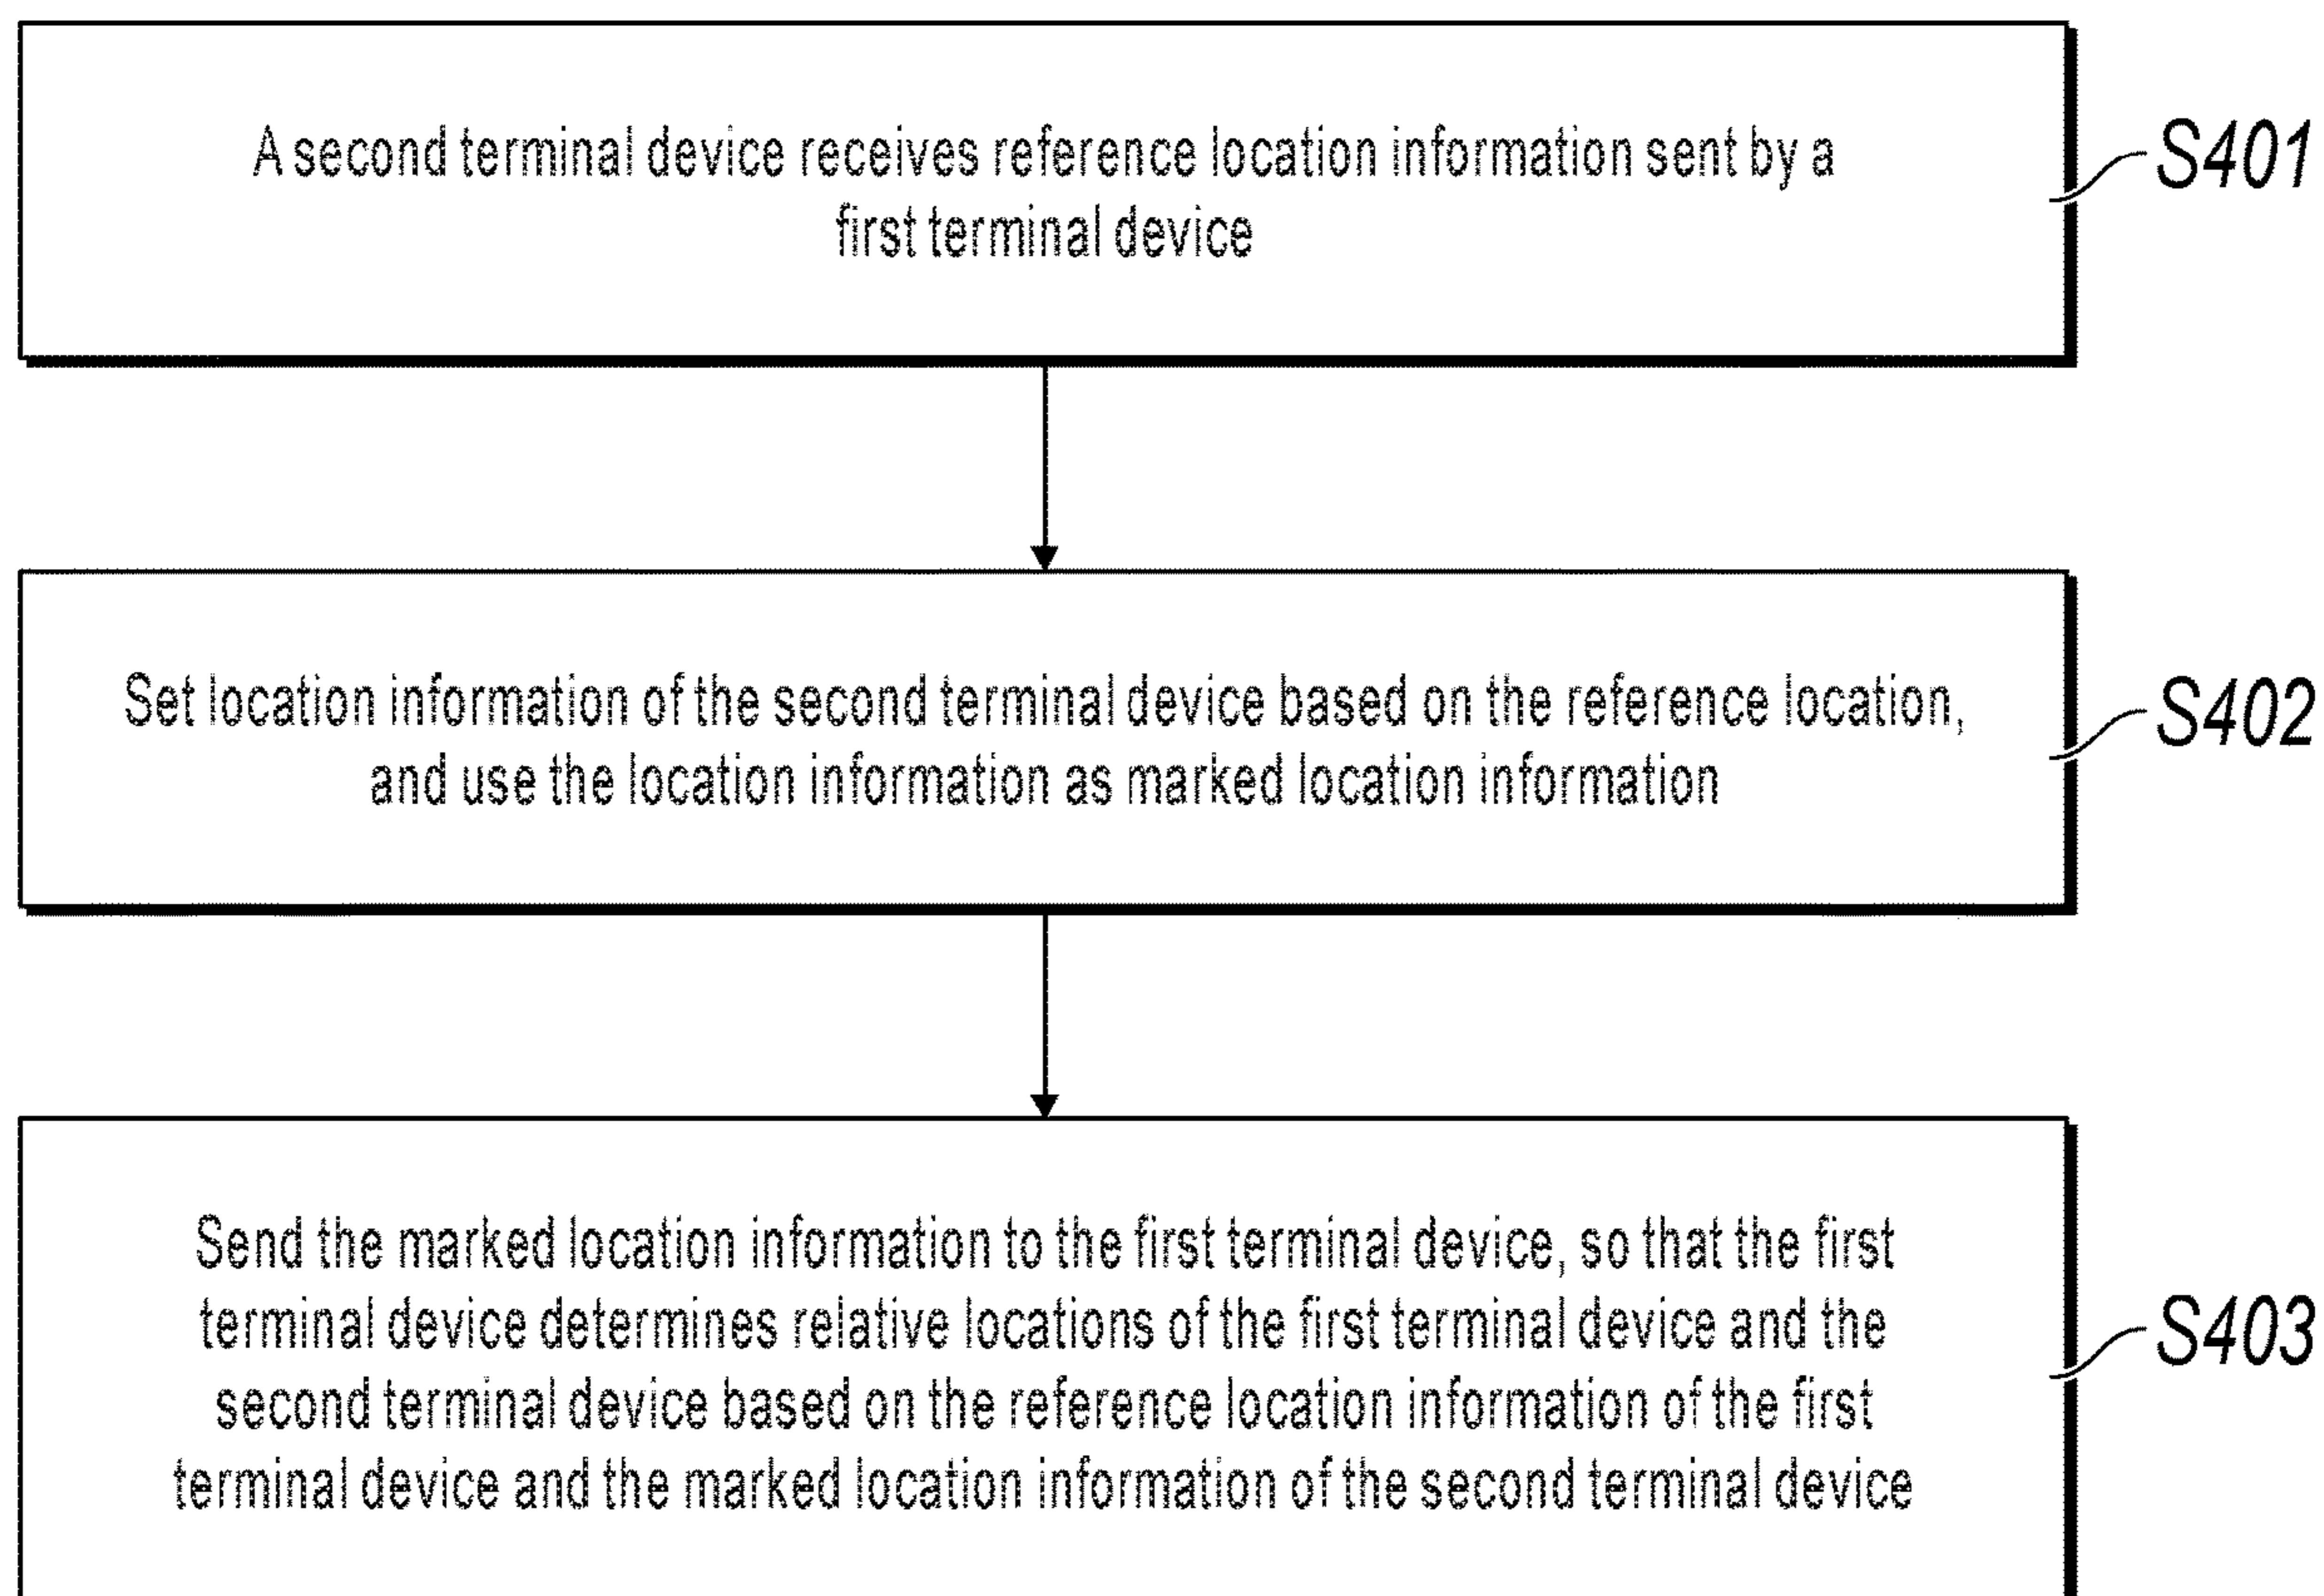 A second terminal device receives reference location information sent by a
first terminal device
S401
Set location information of the second terminal device based on the reference location,
and use the location information as marked location information
S402
Send the marked location information to the first terminal device, so that the first
terminal device determines relative locations of the first terminal device and the
second terminal device based on the reference location information of the first
terminal device and the marked location information of the second terminal device
S403